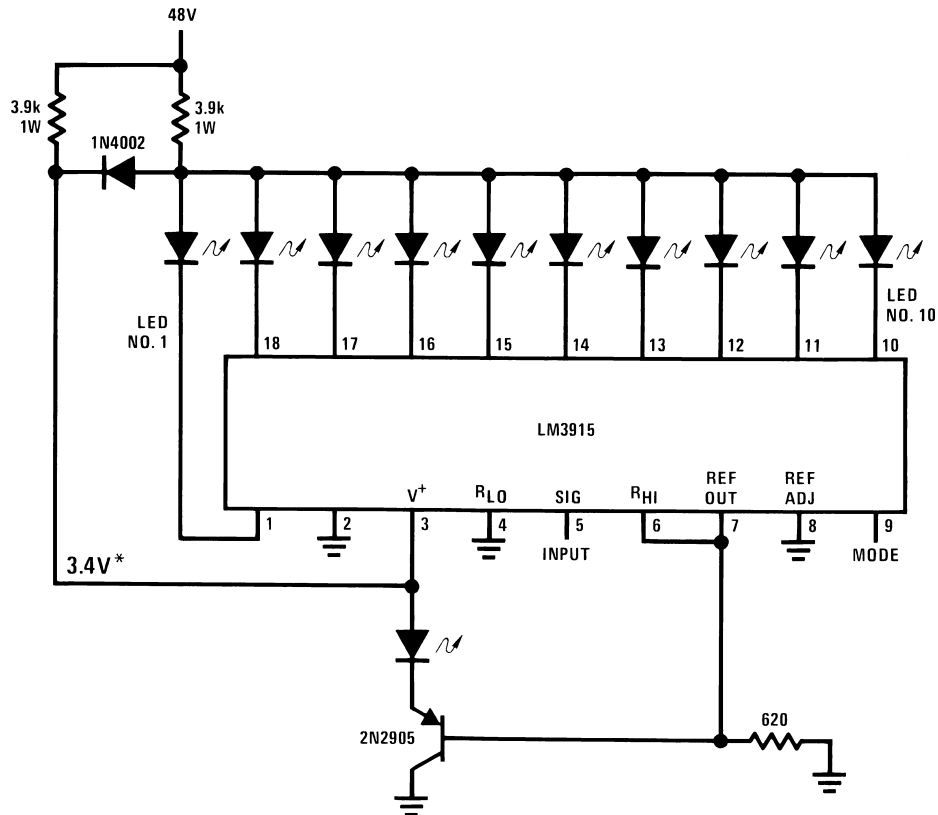 48V
3.9k
1W
3.9k
1W
1N4002
LED
NO. 1
LED
NO. 10
18
17
16
15
14
13
12
11
10
LM3915
V+
RLO
SIG
RHI
REF
OUT
REF
ADJ
1
2
3
4
5
6
7
8
9
INPUT
MODE
3.4V*
2N2905
620